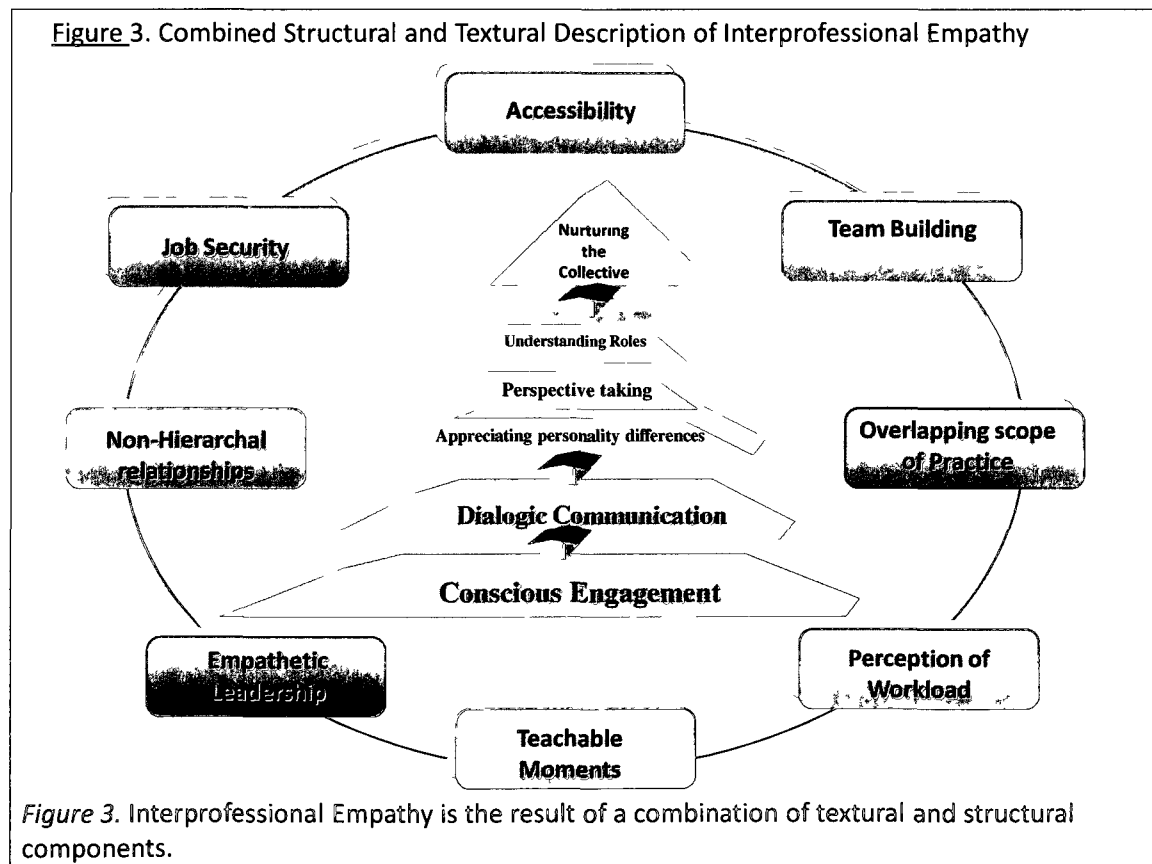 Figure 3. Combined Structural and Textural Description of Interprofessional Empathy
Accessibility
Job Security
Team Building
Nurturing
the
Collective
Understanding Roles
Perspective taking
Appreciating personality differences
Non-Hierarchal
relationships
Overlapping scope
of Practice
Dialogic Communication
Conscious Engagement
Empathetic
Leadership
Perception of
Workload
Teachable
Moments
Figure 3. Interprofessional Empathy is the result of a combination of textural and structural
components.